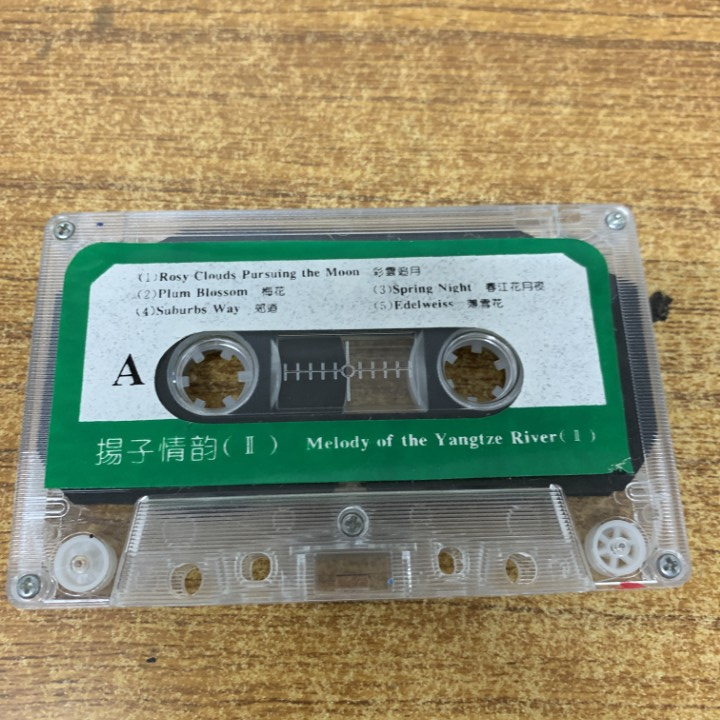 (1)Rosy Clouds Pursuing the Moon 彩雲追月
(2)Plum Blossom 梅花 (3)Spring Night 春江花月夜
(4)Suburbs Way 郊道 (5)Edelweiss 薄雪花
A
揚子情韵(Ⅱ) Melody of the Yangtze River(Ⅱ)